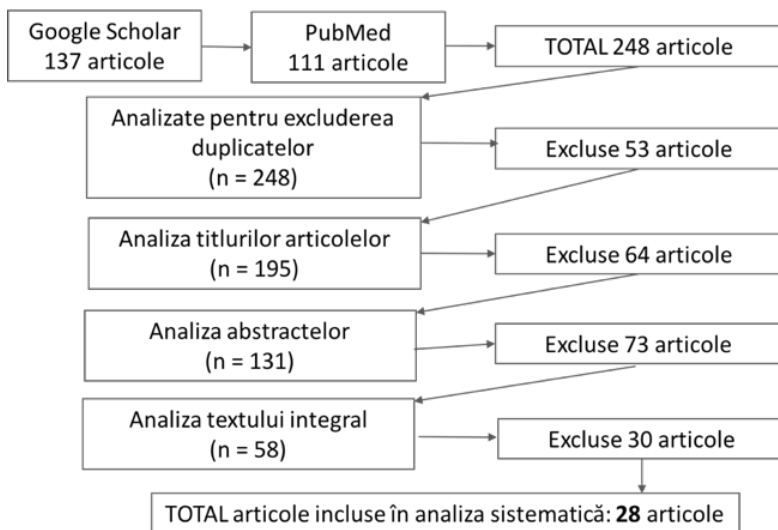 Google Scholar
137 articole
PubMed
111 articole
TOTAL 248 articole
Analizate pentru excluderea
duplicatelor
(n = 248)
Excluse 53 articole
Analiza titlurilor articolelor
(n = 195)
Excluse 64 articole
Analiza abstractelor
(n = 131)
Excluse 73 articole
Analiza textului integral
(n = 58)
Excluse 30 articole
TOTAL articole incluse în analiza sistematică: 28 articole